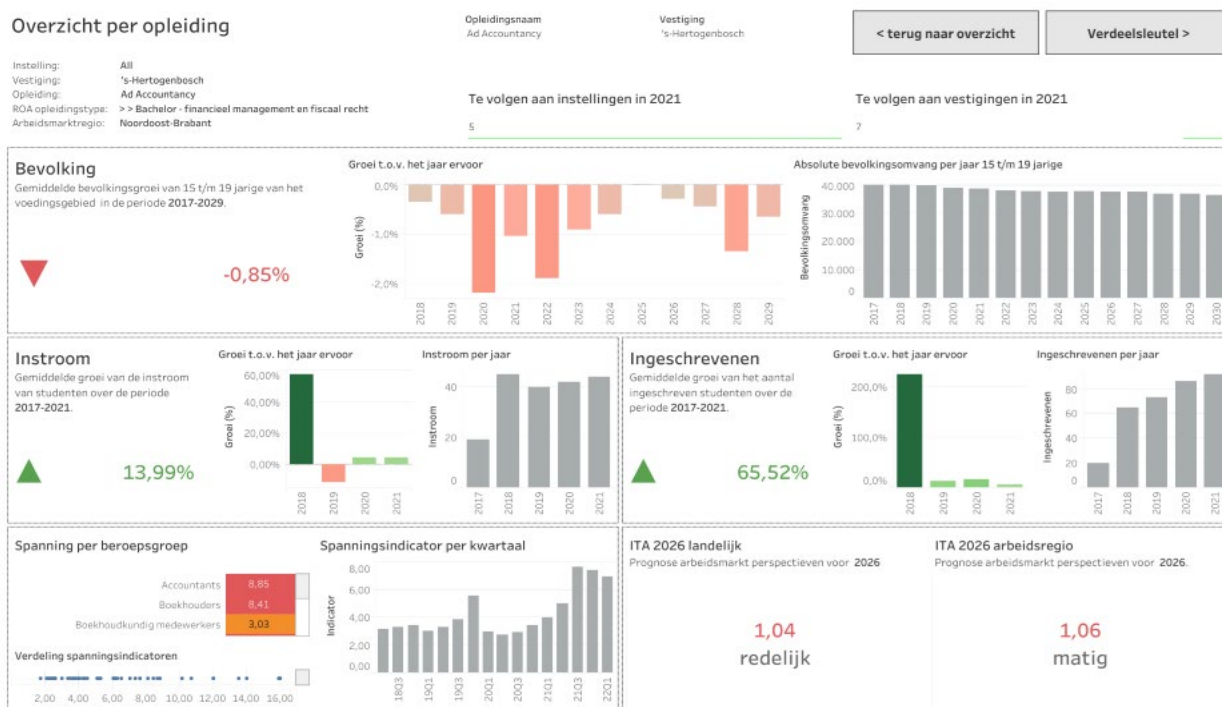 Overzicht per opleiding
Opleidingsnaam
Ad Accountancy
Vestiging
's-Hertogenbosch
< terug naar overzicht
Verdeelsleutel >
Instelling: All
Vestiging: 's-Hertogenbosch
Opleiding: Ad Accountancy
ROA opleidingstype: > > Bachelor - financieel management en fiscaal recht
Arbeidsmarktregio: Noordoost-Brabant
Te volgen aan instellingen in 2021
5
Te volgen aan vestigingen in 2021
7
Bevolking
Gemiddelde bevolkingsgroei van 15 t/m 19 jarige van het
voedingsgebied in de periode 2017-2029.
-0,85%
Groei t.o.v. het jaar ervoor
Groei (%)
0,0%
-1,0%
-2,0%
2018 2019 2020 2021 2022 2023 2024 2025 2026 2027 2028 2029
Absolute bevolkingsomvang per jaar 15 t/m 19 jarige
Bevolkingsomvang
40.000
30.000
20.000
10.000
0
2017 2018 2019 2020 2021 2022 2023 2024 2025 2026 2027 2028 2029 2030
Instroom
Gemiddelde groei van de instroom
van studenten over de periode
2017-2021.
13,99%
Groei t.o.v. het jaar ervoor
Groei (%)
60,00%
40,00%
20,00%
0,00%
2018 2019 2020 2021
Instroom per jaar
Instroom
40
20
0
2017 2018 2019 2020 2021
Ingeschrevenen
Gemiddelde groei van het aantal
ingeschreven studenten over de
periode 2017-2021.
65,52%
Groei t.o.v. het jaar ervoor
Groei (%)
200,0%
100,0%
0,0%
2018 2019 2020 2021
Ingeschrevenen per jaar
Ingeschrevenen
80
60
40
20
0
2017 2018 2019 2020 2021
Spanning per beroepsgroep
Accountants 8,85
Boekhouders 8,41
Boekhoudkundig medewerkers 3,03
Verdeling spanningsindicatoren
2,00 4,00 6,00 8,00 10,00 12,00 14,00 16,00
Spanningsindicator per kwartaal
Indicator
8,00
6,00
4,00
2,00
0,00
18Q3 19Q1 19Q3 20Q1 20Q3 21Q1 21Q3 22Q1
ITA 2026 landelijk
Prognose arbeidsmarkt perspectieven voor 2026
1,04
redelijk
ITA 2026 arbeidsregio
Prognose arbeidsmarkt perspectieven voor 2026.
1,06
matig